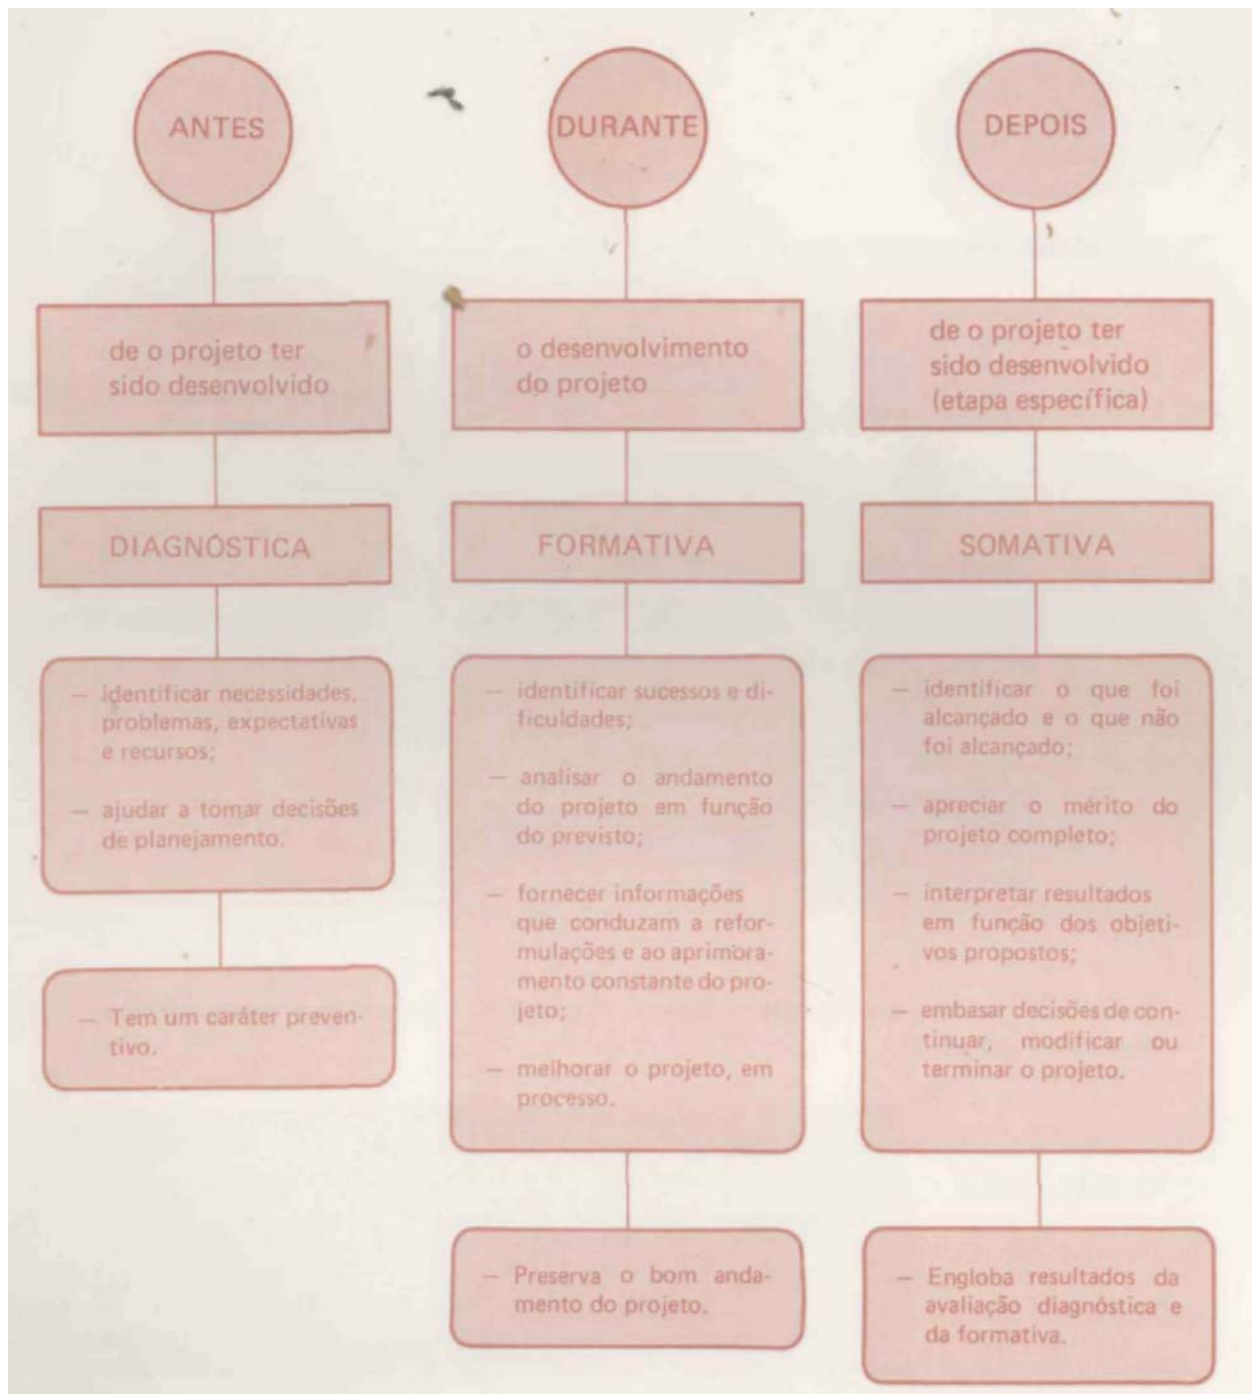 ANTES
de o projeto ter
sido desenvolvido
DIAGNÓSTICA
— identificar necessidades,
problemas, expectativas
e recursos;
— ajudar a tomar decisões
de planejamento.
— Tem um caráter preven-
tivo.
DURANTE
o desenvolvimento
do projeto
FORMATIVA
— identificar sucessos e di-
ficuldades;
— analisar o andamento
do projeto em função
do previsto;
— fornecer informações
que conduzam a refor-
mulações e ao aprimora-
mento constante do pro-
jeto;
— melhorar o projeto, em
processo.
— Preserva o bom anda-
mento do projeto.
DEPOIS
de o projeto ter
sido desenvolvido
(etapa específica)
SOMATIVA
— identificar o que foi
alcançado e o que não
foi alcançado;
— apreciar o mérito do
projeto completo;
— interpretar resultados
em função dos objeti-
vos propostos;
— embasar decisões de con-
tinuar, modificar ou
terminar o projeto.
— Engloba resultados da
avaliação diagnóstica e
da formativa.